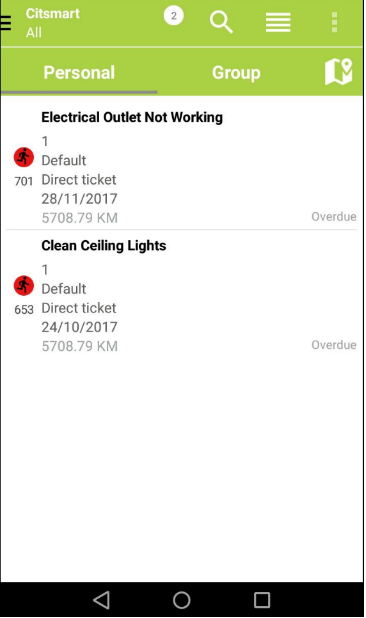 Citsmart
All
2
Personal
Group
Electrical Outlet Not Working
1
Default
701 Direct ticket
28/11/2017
5708.79 KM
Overdue
Clean Ceiling Lights
1
Default
653 Direct ticket
24/10/2017
5708.79 KM
Overdue